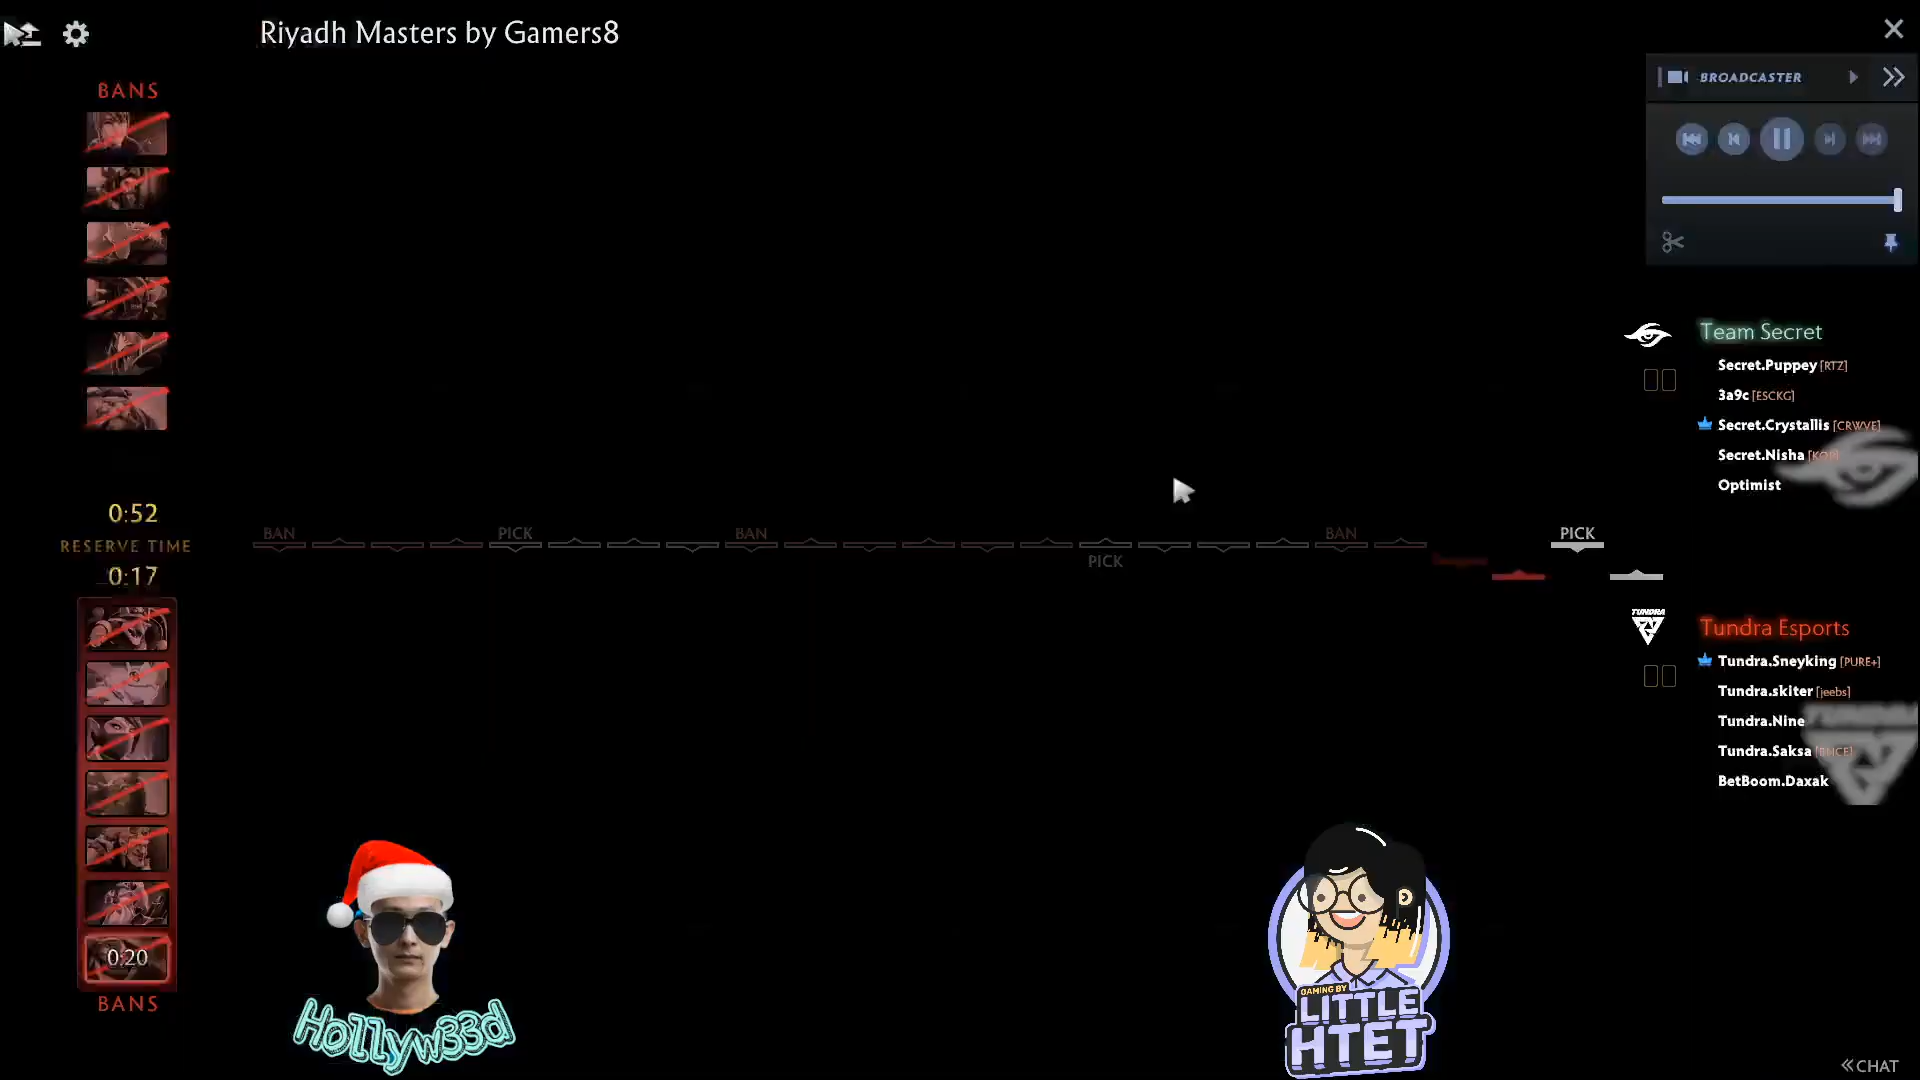 Riyadh Masters by Gamers8
BANS
BROADCASTER
Team Secret
Secret.Puppey [RTZ]
3a9c [ESCKG]
Secret.Crystallis [CRWVE]
Secret.Nisha
Optimist
0:52
RESERVE TIME
0:17
BAN
PICK
BAN
PICK
BAN
PICK
TUNDRA
Tundra Esports
Tundra.Sneyking [PURE+]
Tundra.skiter [jeebs]
Tundra.Nine
Tundra.Saksa
BetBoom.Daxak
0:20
BANS
Hollyw33d
GAMING BY
LITTLE
HTET
CHAT